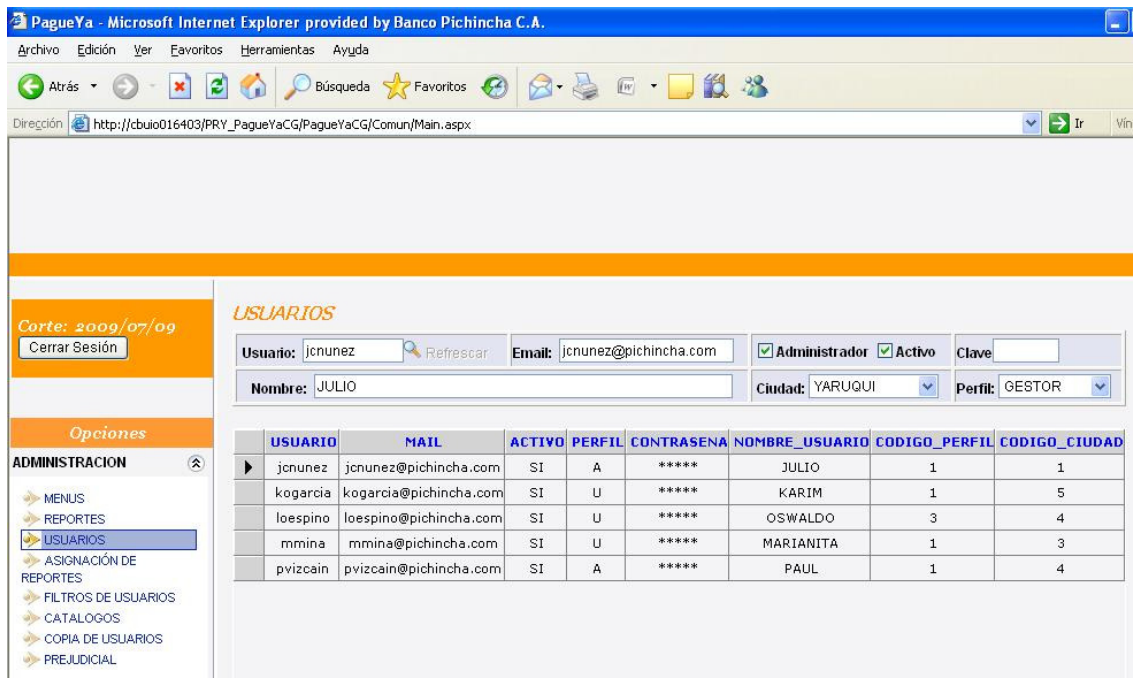 PagueYa - Microsoft Internet Explorer provided by Banco Pichincha C.A.
Archivo Edición Ver Favoritos Herramientas Ayuda
Atrás Búsqueda Favoritos
Dirección http://cbuio016403/PRY_PagueYaCG/PagueYaCG/Comun/Main.aspx Ir Vín
Corte: 2009/07/09
Cerrar Sesión
Opciones
ADMINISTRACION
MENUS
REPORTES
USUARIOS
ASIGNACIÓN DE
REPORTES
FILTROS DE USUARIOS
CATALOGOS
COPIA DE USUARIOS
PREJUDICIAL
USUARIOS
Usuario: jcnunez Refrescar Email: jcnunez@pichincha.com Administrador Activo Clave
Nombre: JULIO Ciudad: YARUQUI Perfil: GESTOR
USUARIO MAIL ACTIVO PERFIL CONTRASENA NOMBRE_USUARIO CODIGO_PERFIL CODIGO_CIUDAD
jcnunez jcnunez@pichincha.com SI A ***** JULIO 1 1
kogarcia kogarcia@pichincha.com SI U ***** KARIM 1 5
loespino loespino@pichincha.com SI U ***** OSWALDO 3 4
mmina mmina@pichincha.com SI U ***** MARIANITA 1 3
pvizcain pvizcain@pichincha.com SI A ***** PAUL 1 4